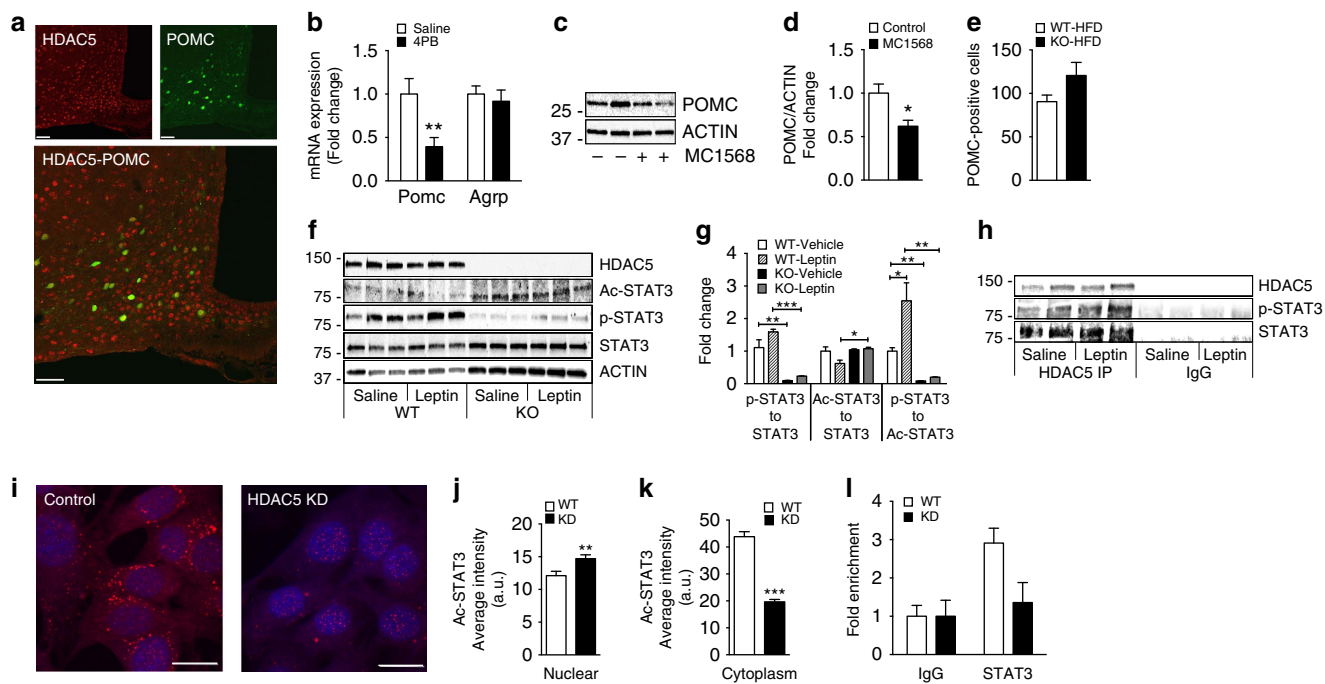 a
HDAC5
POMC
HDAC5-POMC
b
Saline
4PB
mRNA expression
(Fold change)
1.5
1.0
0.5
0.0
**
Pomc
Agrp
c
25 -
37 -
POMC
ACTIN
– – + + MC1568
d
Control
MC1568
POMC/ACTIN
Fold change
1.5
1.0
0.5
0.0
*
e
WT-HFD
KO-HFD
POMC-positive cells
150
100
50
0
f
150 -
75 -
75 -
75 -
37 -
HDAC5
Ac-STAT3
p-STAT3
STAT3
ACTIN
Saline Leptin Saline Leptin
WT KO
g
WT-Vehicle
WT-Leptin
KO-Vehicle
KO-Leptin
Fold change
4
3
2
1
0
**
***
*
*
**
**
p-STAT3
to
STAT3
Ac-STAT3
to
STAT3
p-STAT3
to
Ac-STAT3
h
150 -
75 -
75 -
HDAC5
p-STAT3
STAT3
Saline Leptin Saline Leptin
HDAC5 IP IgG
i
Control
HDAC5 KD
j
WT
KD
Ac-STAT3
Average intensity
(a.u.)
20
15
10
5
0
**
Nuclear
k
WT
KD
Ac-STAT3
Average intensity
(a.u.)
50
40
30
20
10
0
***
Cytoplasm
l
WT
KD
Fold enrichment
4
3
2
1
0
IgG
STAT3